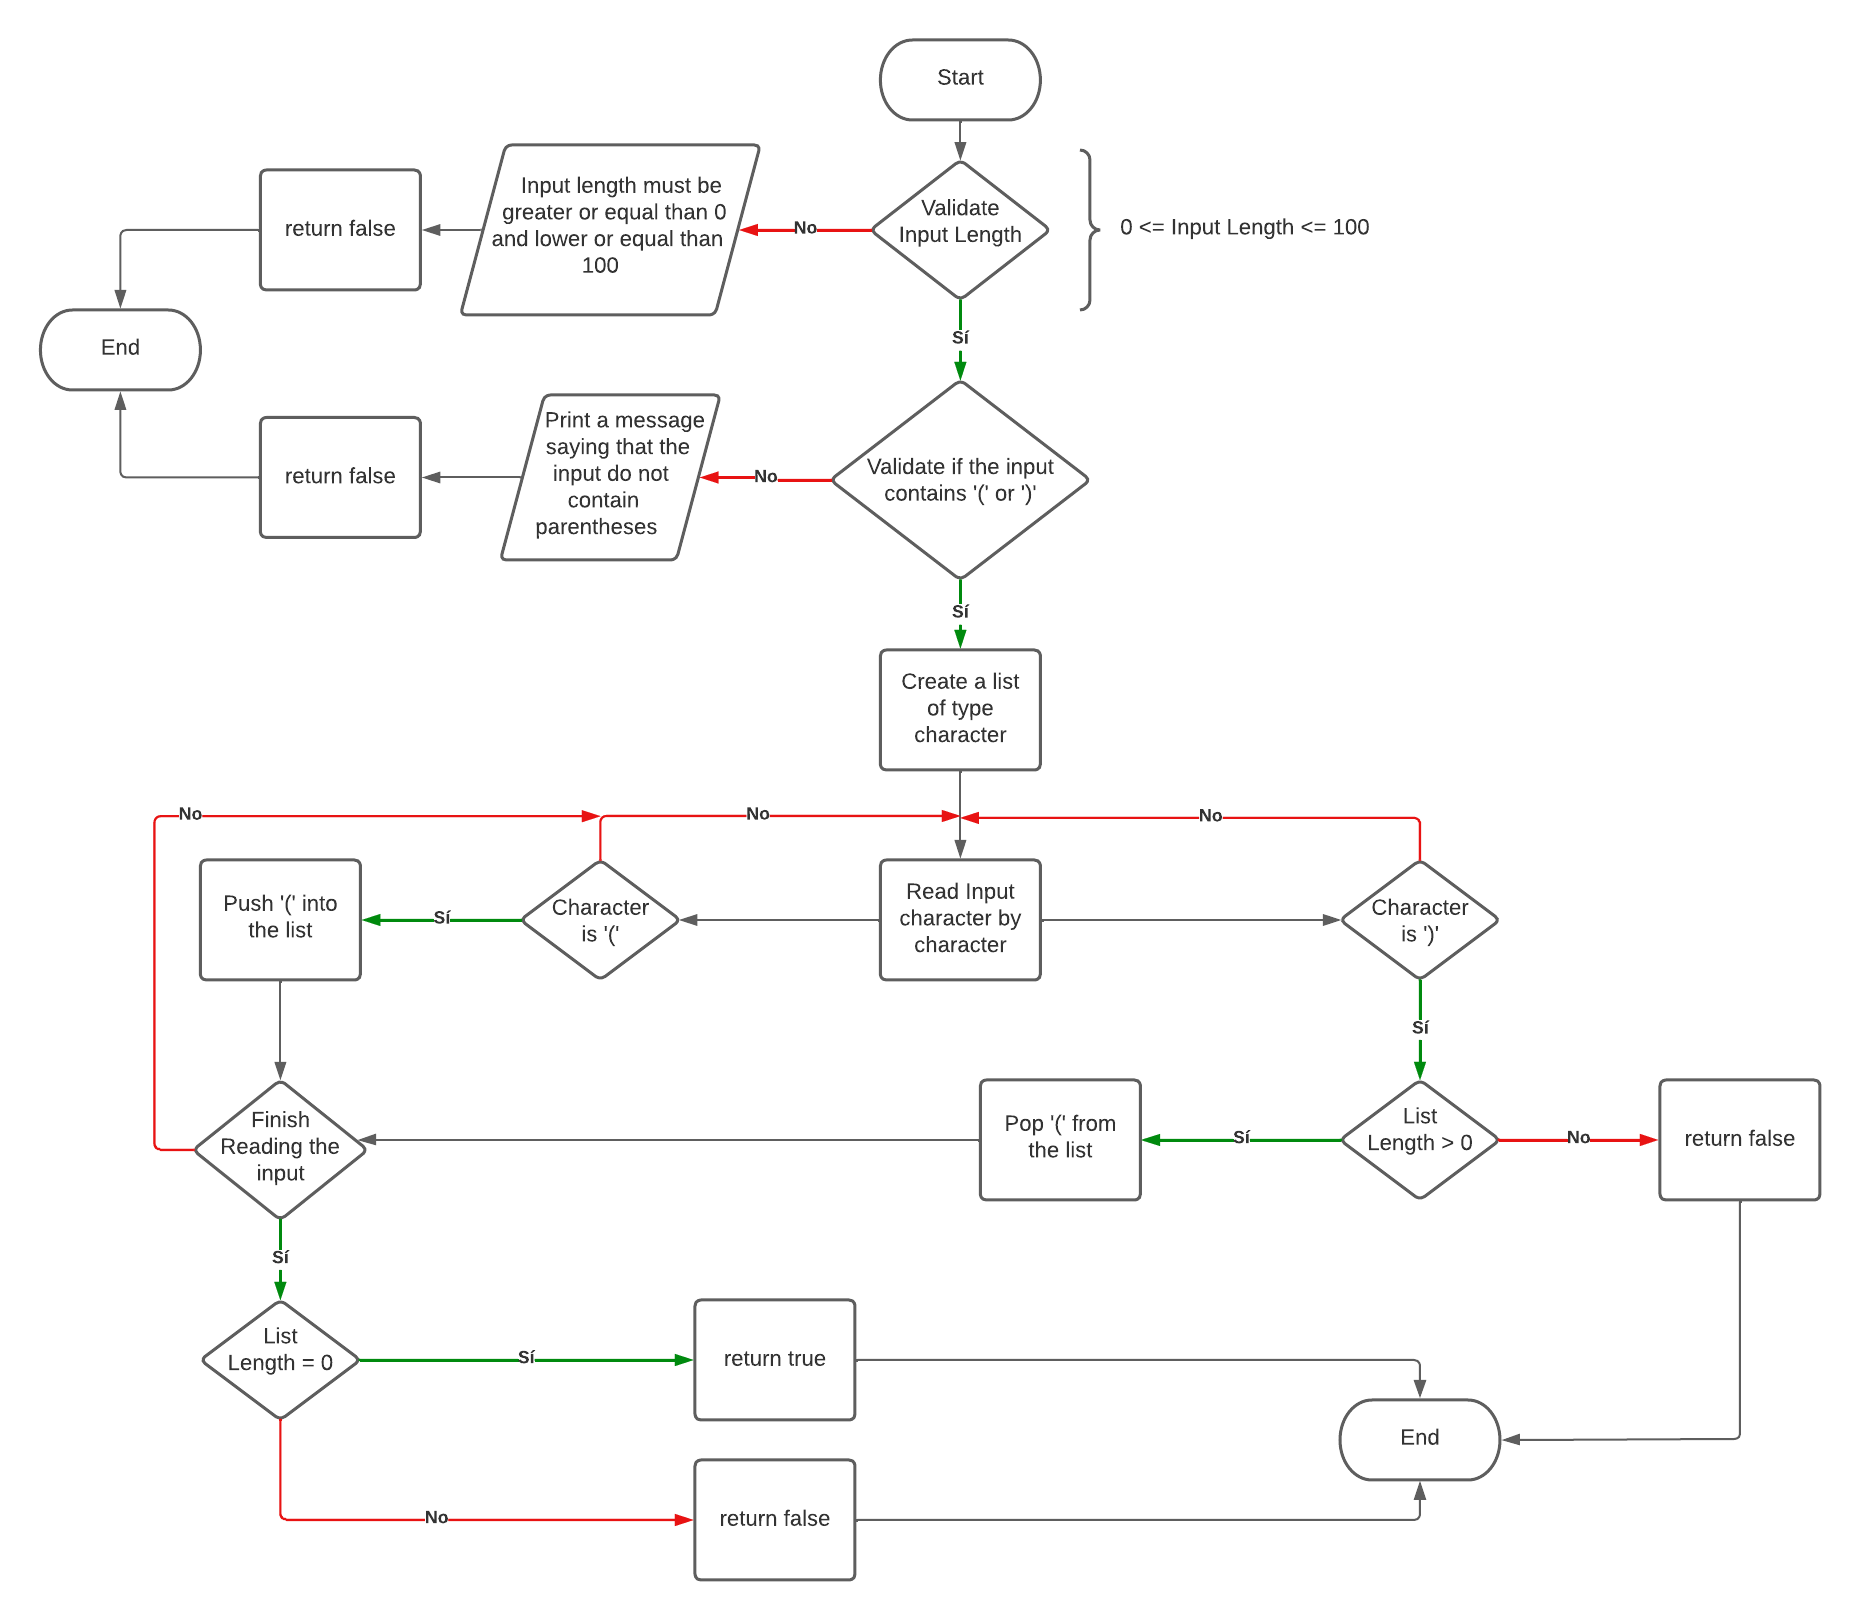 Start
Validate
Input Length
0 <= Input Length <= 100
No
Input length must be
greater or equal than 0
and lower or equal than
100
return false
End
Sí
Validate if the input
contains '(' or ')'
No
Print a message
saying that the
input do not
contain
parentheses
return false
Sí
Create a list
of type
character
No
No
No
Push '(' into
the list
Sí
Character
is '('
Read Input
character by
character
Character
is ')'
Sí
Finish
Reading the
input
Pop '(' from
the list
Sí
List
Length > 0
No
return false
Sí
List
Length = 0
Sí
return true
End
No
return false